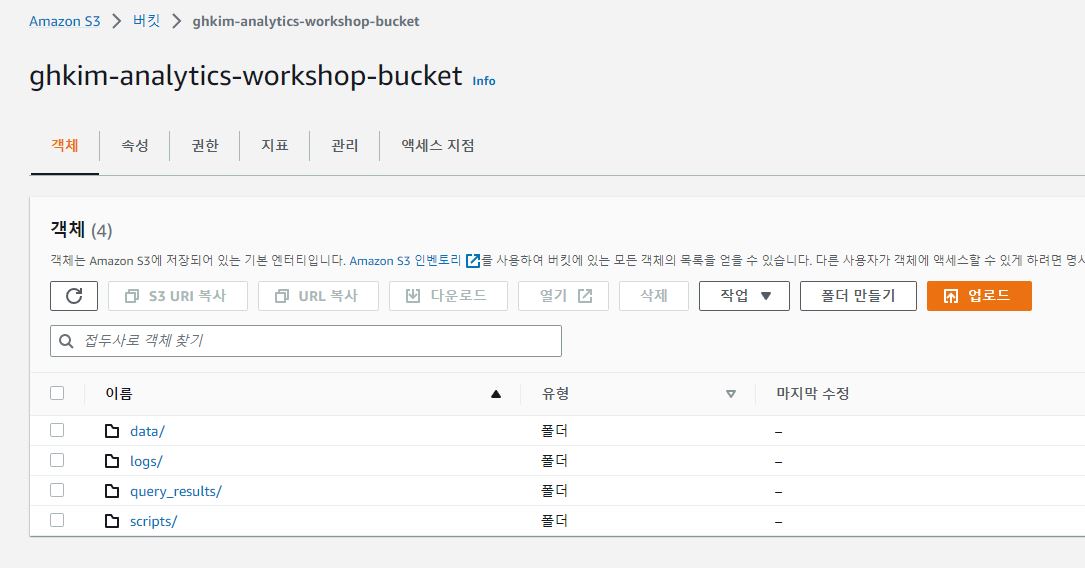 Amazon S3 > 버킷 > ghkim-analytics-workshop-bucket
ghkim-analytics-workshop-bucket Info
객체 속성 권한 지표 관리 액세스 지점
객체 (4)
객체는 Amazon S3에 저장되어 있는 기본 엔터티입니다. Amazon S3 인벤토리 를 사용하여 버킷에 있는 모든 객체의 목록을 얻을 수 있습니다. 다른 사용자가 객체에 액세스할 수 있게 하려면 명시
S3 URI 복사 URL 복사 다운로드 열기 삭제 작업 폴더 만들기 업로드
접두사로 객체 찾기
이름 유형 마지막 수정
data/ 폴더 –
logs/ 폴더 –
query_results/ 폴더 –
scripts/ 폴더 –